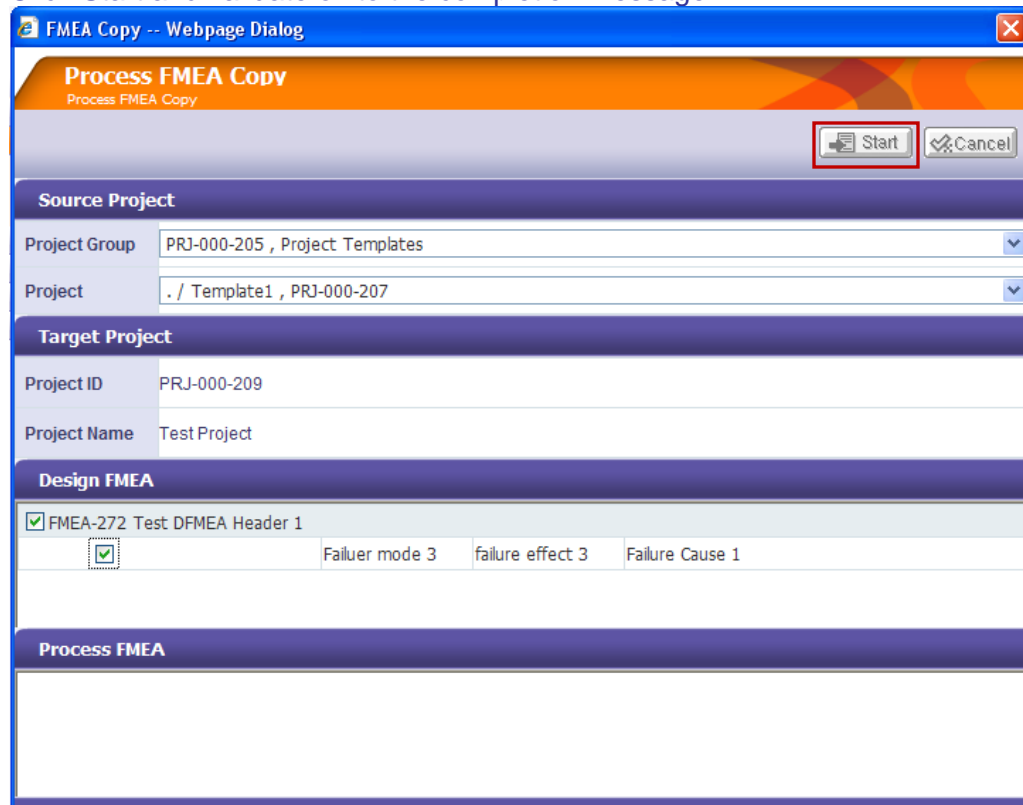 FMEA Copy -- Webpage Dialog
Process FMEA Copy
Process FMEA Copy
Start Cancel
Source Project
Project Group PRJ-000-205 , Project Templates
Project . / Template1 , PRJ-000-207
Target Project
Project ID PRJ-000-209
Project Name Test Project
Design FMEA
FMEA-272 Test DFMEA Header 1
Failuer mode 3 failure effect 3 Failure Cause 1
Process FMEA